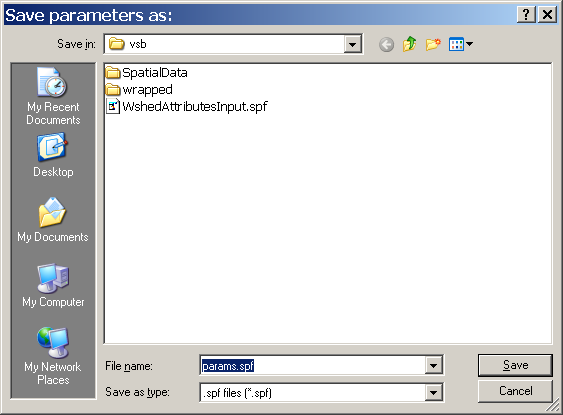 Save parameters as:
Save in: vsb
My Recent
Documents
Desktop
My Documents
My Computer
My Network
Places
SpatialData
wrapped
WshedAttributesInput.spf
File name: params.spf Save
Save as type: .spf files (*.spf) Cancel